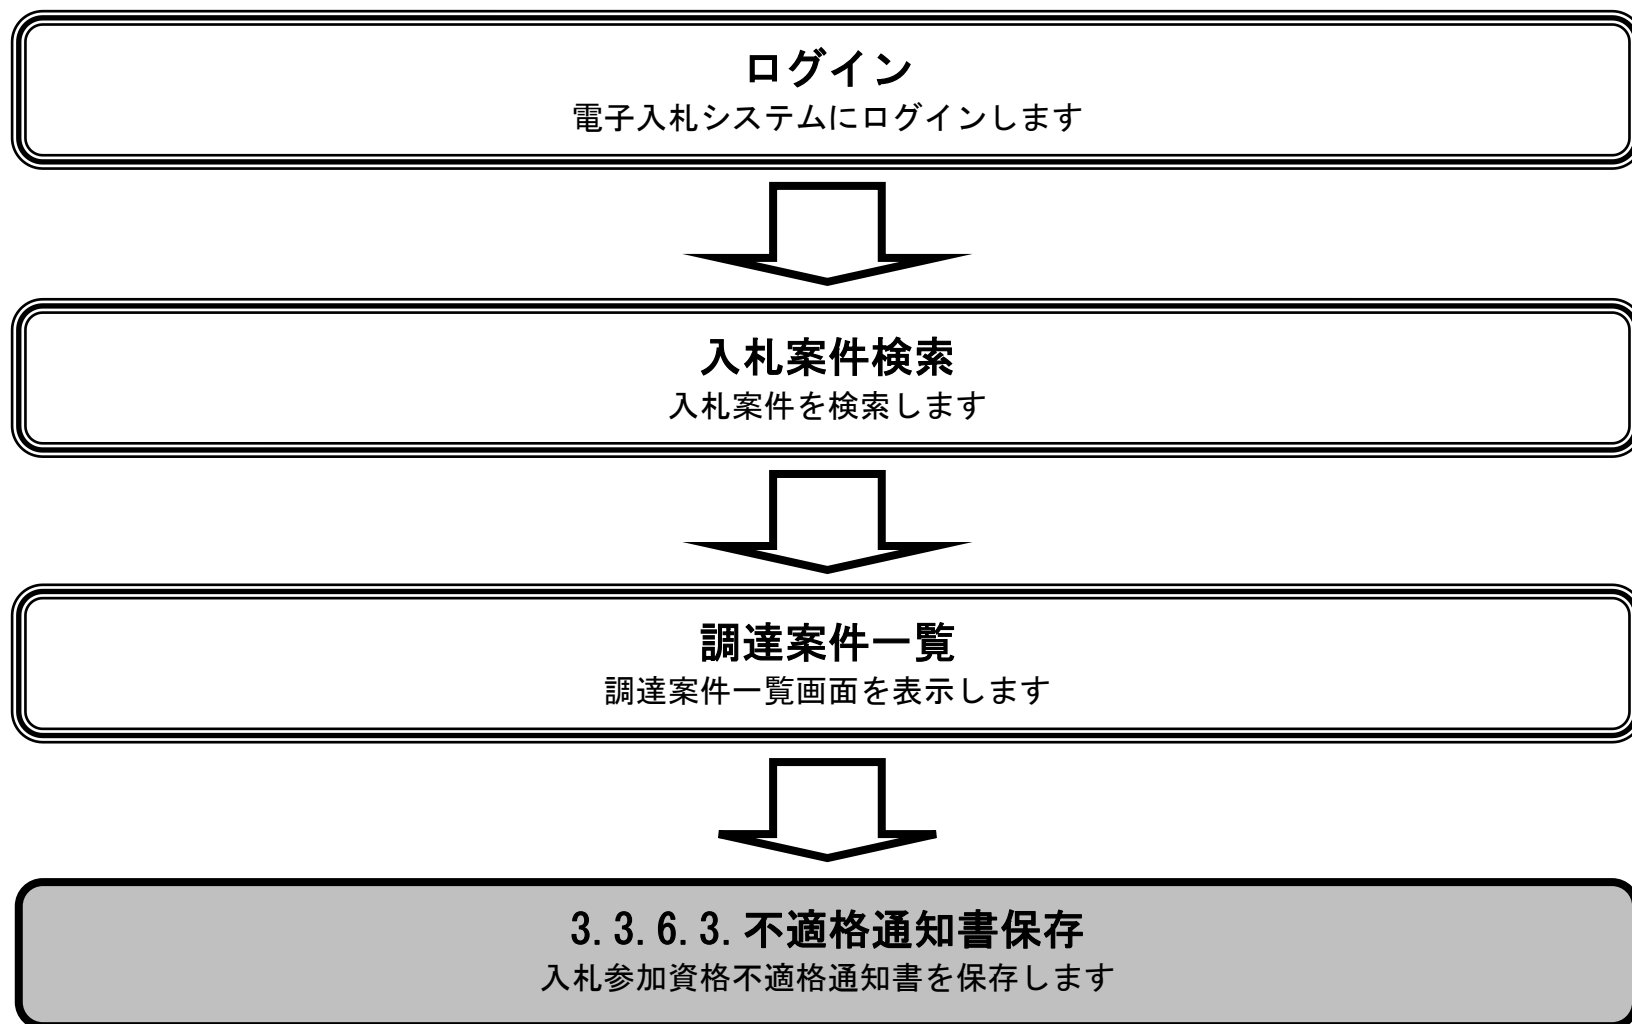 ログイン
電子入札システムにログインします
入札案件検索
入札案件を検索します
調達案件一覧
調達案件一覧画面を表示します
3.3.6.3.不適格通知書保存
入札参加資格不適格通知書を保存します